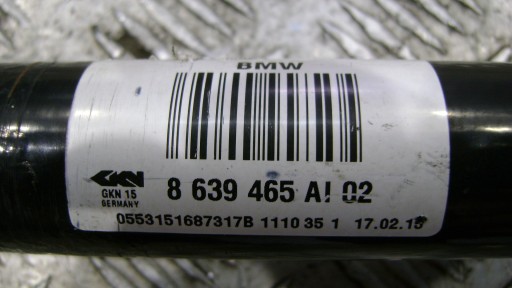 BMW
8 639 465 AI 02
GKN 15
GERMANY
0553151687317B 1110 35 1 17.02.15